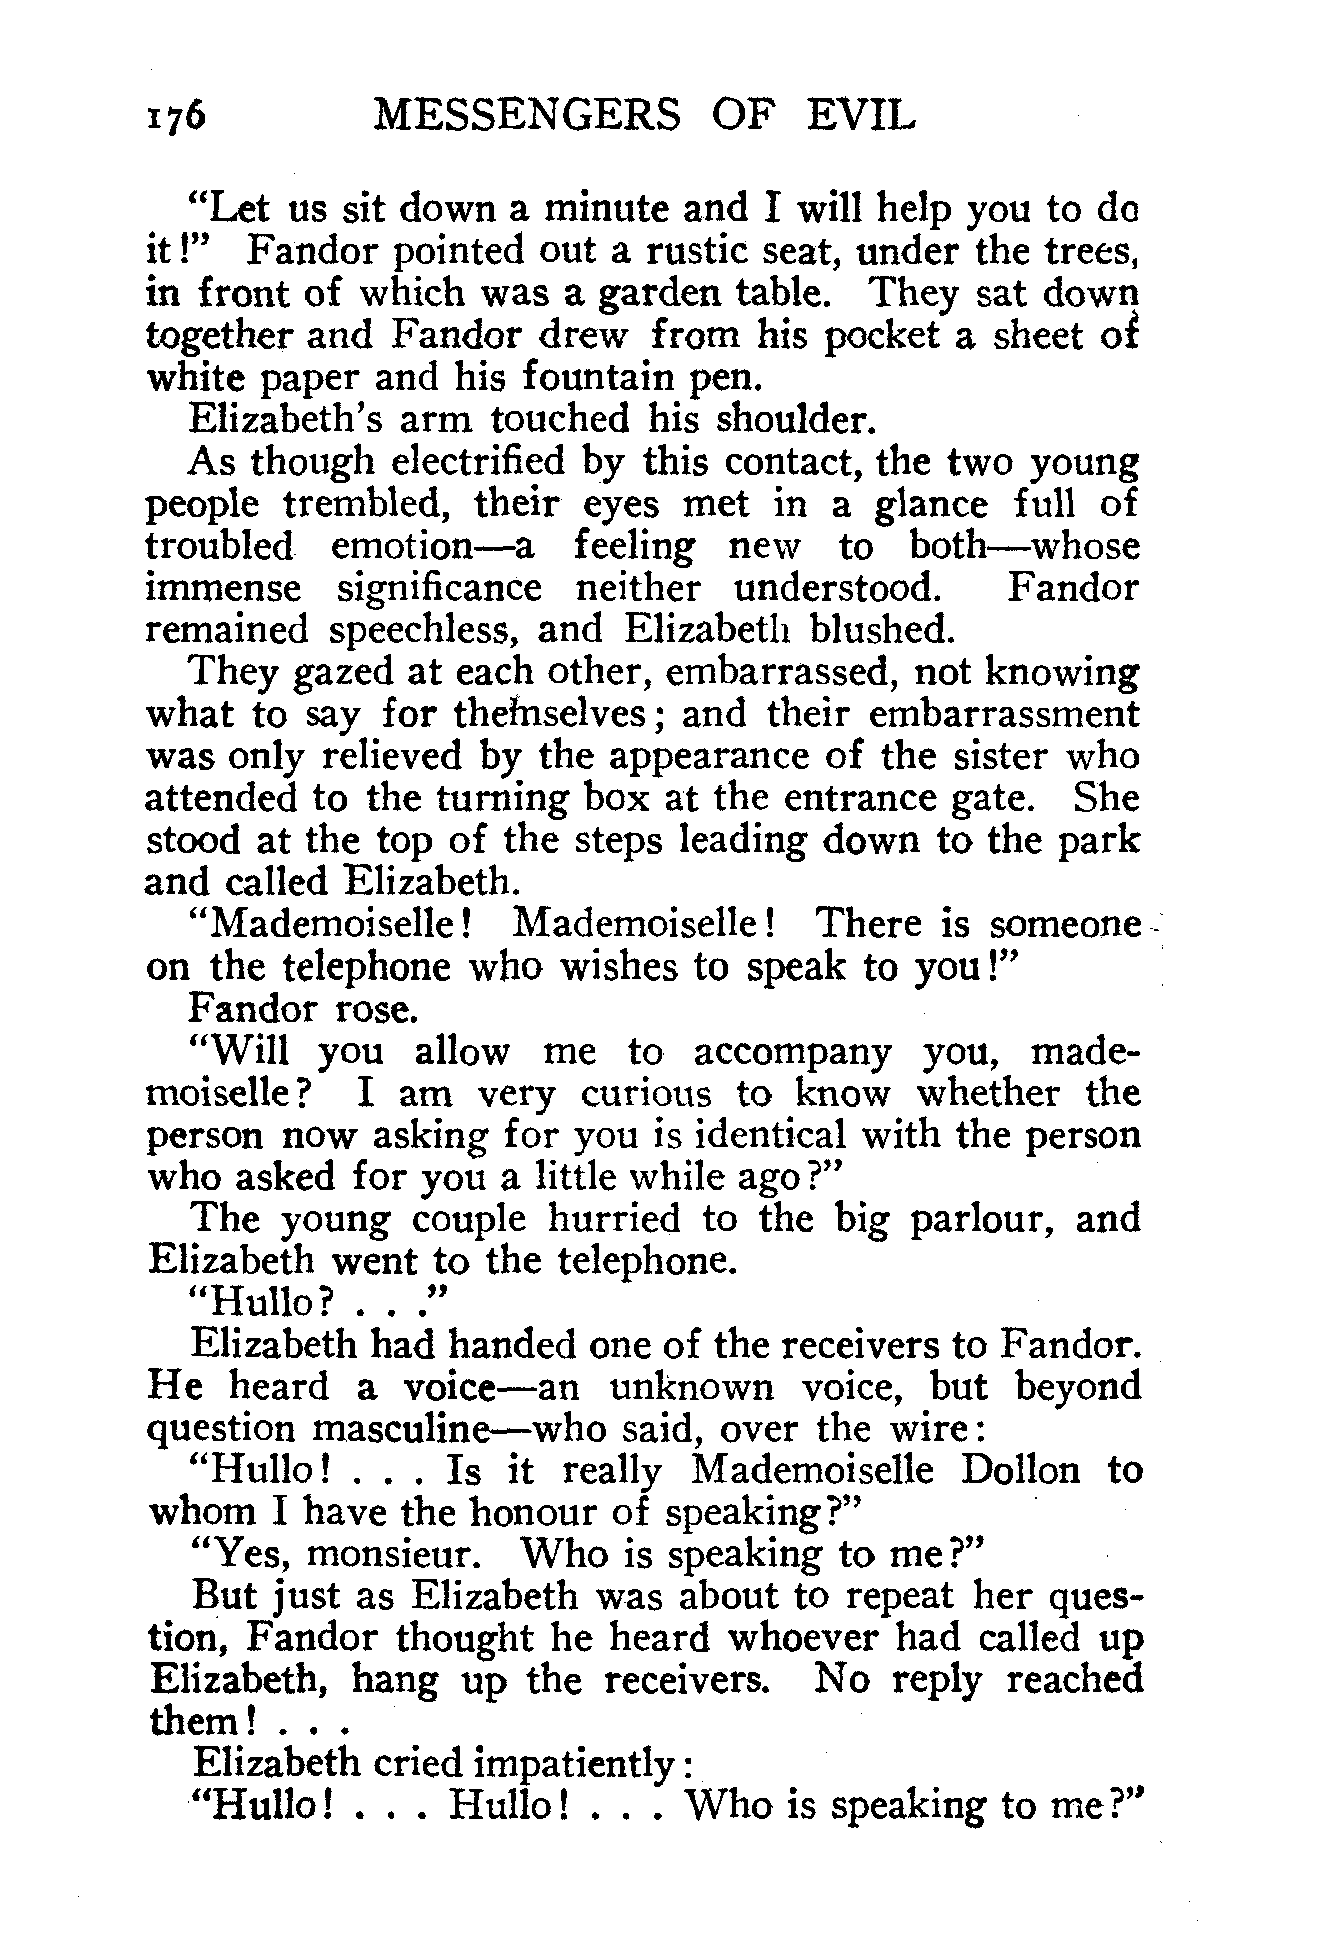 176 MESSENGERS OF EVIL
“Let us sit down a minute and I will help you to do
it!” Fandor pointed out a rustic seat, under the trees,
in front of which was a garden table. They sat down
together and Fandor drew from his pocket a sheet of
white paper and his fountain pen.
Elizabeth’s arm touched his shoulder.
As though electrified by this contact, the two young
people trembled, their eyes met in a glance full of
troubled emotion—a feeling new to both—whose
immense significance neither understood. Fandor
remained speechless, and Elizabeth blushed.
They gazed at each other, embarrassed, not knowing
what to say for themselves; and their embarrassment
was only relieved by the appearance of the sister who
attended to the turning box at the entrance gate. She
stood at the top of the steps leading down to the park
and called Elizabeth.
“Mademoiselle! Mademoiselle! There is someone
on the telephone who wishes to speak to you!”
Fandor rose.
“Will you allow me to accompany you, made-
moiselle? I am very curious to know whether the
person now asking for you is identical with the person
who asked for you a little while ago?”
The young couple hurried to the big parlour, and
Elizabeth went to the telephone.
“Hullo? . . .”
Elizabeth had handed one of the receivers to Fandor.
He heard a voice—an unknown voice, but beyond
question masculine—who said, over the wire:
“Hullo! . . . Is it really Mademoiselle Dollon to
whom I have the honour of speaking?”
“Yes, monsieur. Who is speaking to me?”
But just as Elizabeth was about to repeat her ques-
tion, Fandor thought he heard whoever had called up
Elizabeth, hang up the receivers. No reply reached
them! . . .
Elizabeth cried impatiently:
“Hullo! . . . Hullo! . . . Who is speaking to me?”